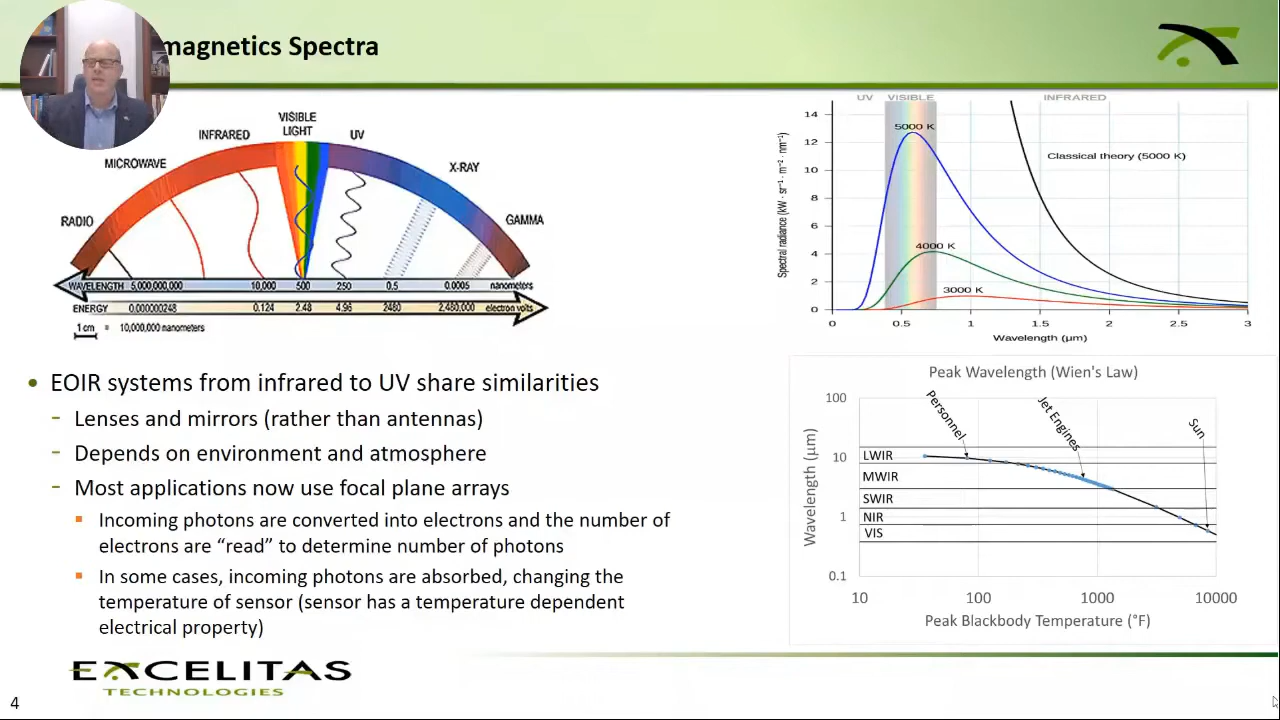 magnetics Spectra
VISIBLE
LIGHT
INFRARED
UV
MICROWAVE
X-RAY
RADIO
GAMMA
WAVELENGTH 5,000,000,000 10,000 500 250 0.5 0.0005 nanometers
ENERGY 0.000000248 0.124 2.48 4.96 2480 2,480,000 electron volts
1 cm = 10,000,000 nanometers
UV VISIBLE INFRARED
14
12
10
8
6
4
2
0
Spectral radiance (kW · sr⁻¹ · m⁻² · nm⁻¹)
5000 K
Classical theory (5000 K)
4000 K
3000 K
0 0.5 1 1.5 2 2.5 3
Wavelength (μm)
• EOIR systems from infrared to UV share similarities
- Lenses and mirrors (rather than antennas)
- Depends on environment and atmosphere
- Most applications now use focal plane arrays
▪ Incoming photons are converted into electrons and the number of
electrons are “read” to determine number of photons
▪ In some cases, incoming photons are absorbed, changing the
temperature of sensor (sensor has a temperature dependent
electrical property)
Peak Wavelength (Wien's Law)
100
10
1
0.1
Wavelength (μm)
Personnel
Jet Engines
Sun
LWIR
MWIR
SWIR
NIR
VIS
10 100 1000 10000
Peak Blackbody Temperature (°F)
EXCELITAS
TECHNOLOGIES
4